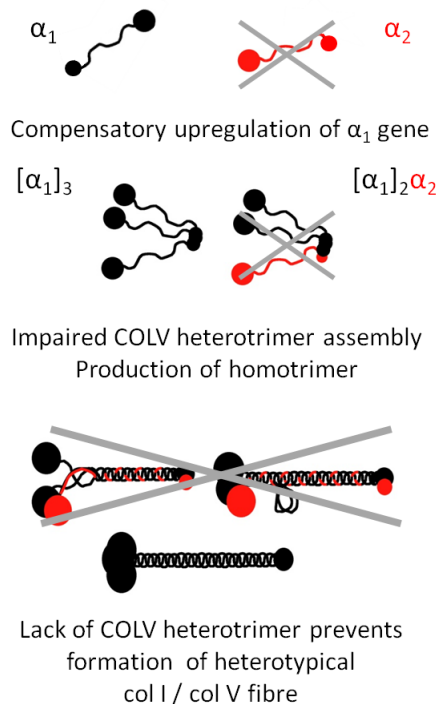 α₁ α₂
Compensatory upregulation of α₁ gene
[α₁]₃ [α₁]₂α₂
Impaired COLV heterotrimer assembly
Production of homotrimer
Lack of COLV heterotrimer prevents
formation of heterotypical
col I / col V fibre